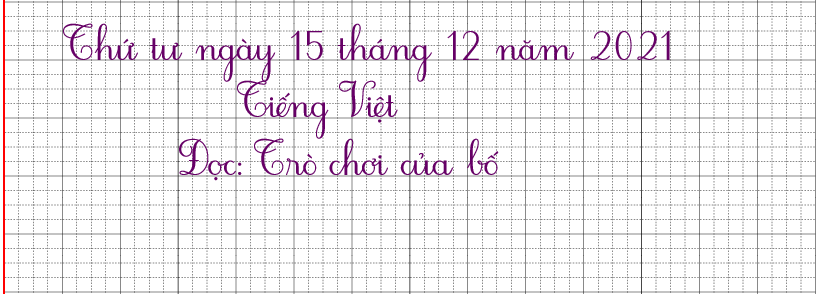 Thứ tư ngày 15 tháng 12 năm 2021
Tiếng Việt
Đọc: Trò chơi của bố